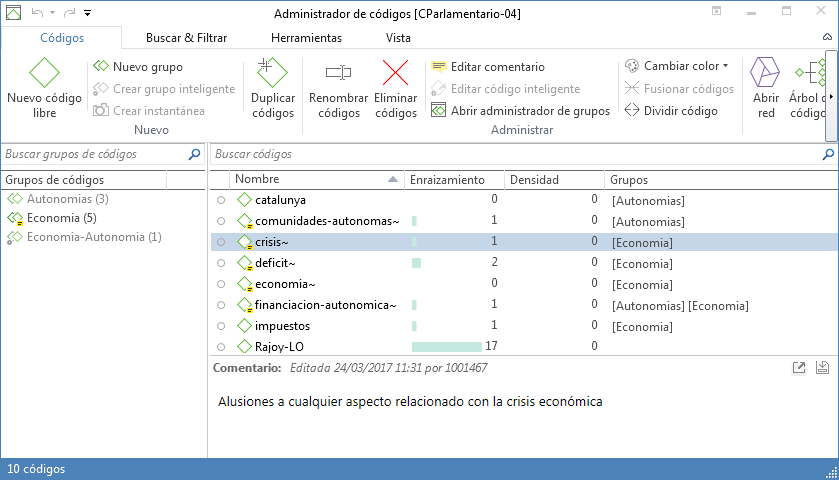 Administrador de códigos [CParlamentario-04]
Códigos Buscar & Filtrar Herramientas Vista
Nuevo código libre
Nuevo grupo
Crear grupo inteligente
Crear instantánea
Nuevo
Duplicar códigos
Renombrar códigos
Eliminar códigos
Editar comentario
Editar código inteligente
Abrir administrador de grupos
Administrar
Cambiar color
Fusionar códigos
Dividir código
Abrir red
Árbol código
Buscar grupos de códigos
Grupos de códigos
Autonomias (3)
Economia (5)
Economia-Autonomia (1)
Buscar códigos
Nombre Enraizamiento Densidad Grupos
catalunya 0 0 [Autonomias]
comunidades-autonomas~ 1 0 [Autonomias]
crisis~ 1 0 [Economia]
deficit~ 2 0 [Economia]
economia~ 0 0 [Economia]
financiacion-autonomica~ 1 0 [Autonomias] [Economia]
impuestos 1 0 [Economia]
Rajoy-LO 17 0
Comentario: Editada 24/03/2017 11:31 por 1001467
Alusiones a cualquier aspecto relacionado con la crisis económica
10 códigos